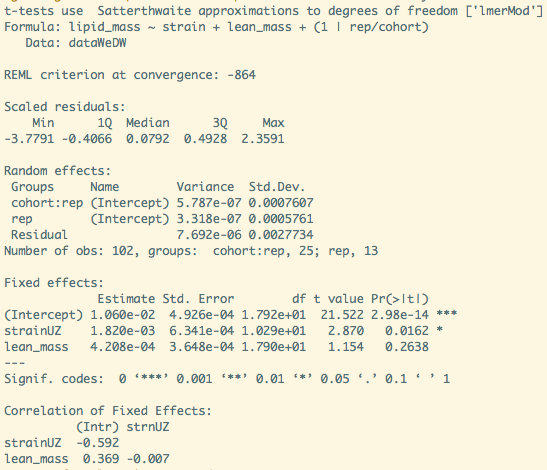 t-tests use  Satterthwaite approximations to degrees of freedom ['lmerMod']
Formula: lipid_mass ~ strain + lean_mass + (1 | rep/cohort)
   Data: dataWeDW

REML criterion at convergence: -864

Scaled residuals:
    Min      1Q  Median      3Q     Max
-3.7791 -0.4066  0.0792  0.4928  2.3591

Random effects:
 Groups     Name        Variance  Std.Dev.
 cohort:rep (Intercept) 5.787e-07 0.0007607
 rep        (Intercept) 3.318e-07 0.0005761
 Residual               7.692e-06 0.0027734
Number of obs: 102, groups:  cohort:rep, 25; rep, 13

Fixed effects:
             Estimate Std. Error        df t value Pr(>|t|)
(Intercept) 1.060e-02  4.926e-04 1.792e+01  21.522 2.98e-14 ***
strainUZ    1.820e-03  6.341e-04 1.029e+01   2.870   0.0162 *
lean_mass   4.208e-04  3.648e-04 1.790e+01   1.154   0.2638
---
Signif. codes:  0 ‘***’ 0.001 ‘**’ 0.01 ‘*’ 0.05 ‘.’ 0.1 ‘ ’ 1

Correlation of Fixed Effects:
          (Intr) strnUZ
strainUZ  -0.592
lean_mass  0.369 -0.007